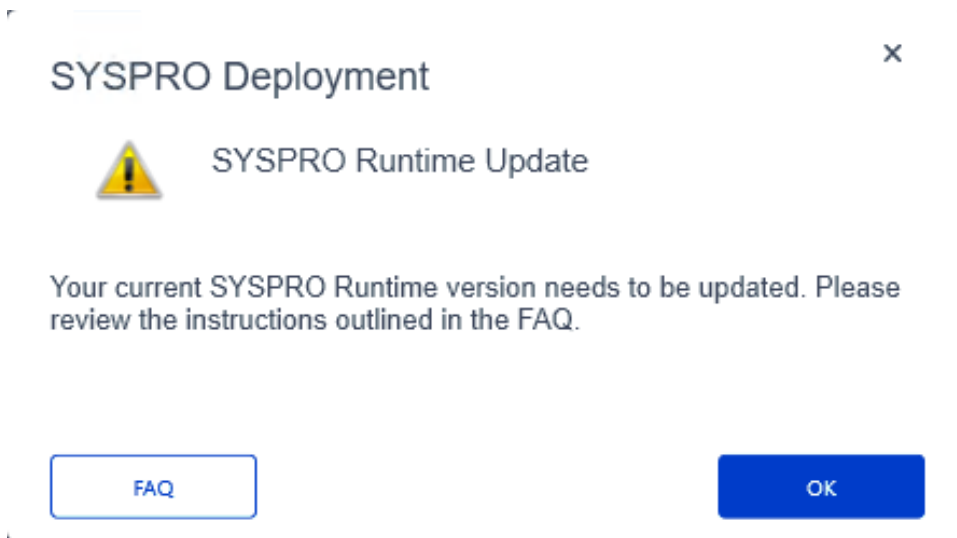 SYSPRO Deployment
SYSPRO Runtime Update
Your current SYSPRO Runtime version needs to be updated. Please
review the instructions outlined in the FAQ.
FAQ
OK